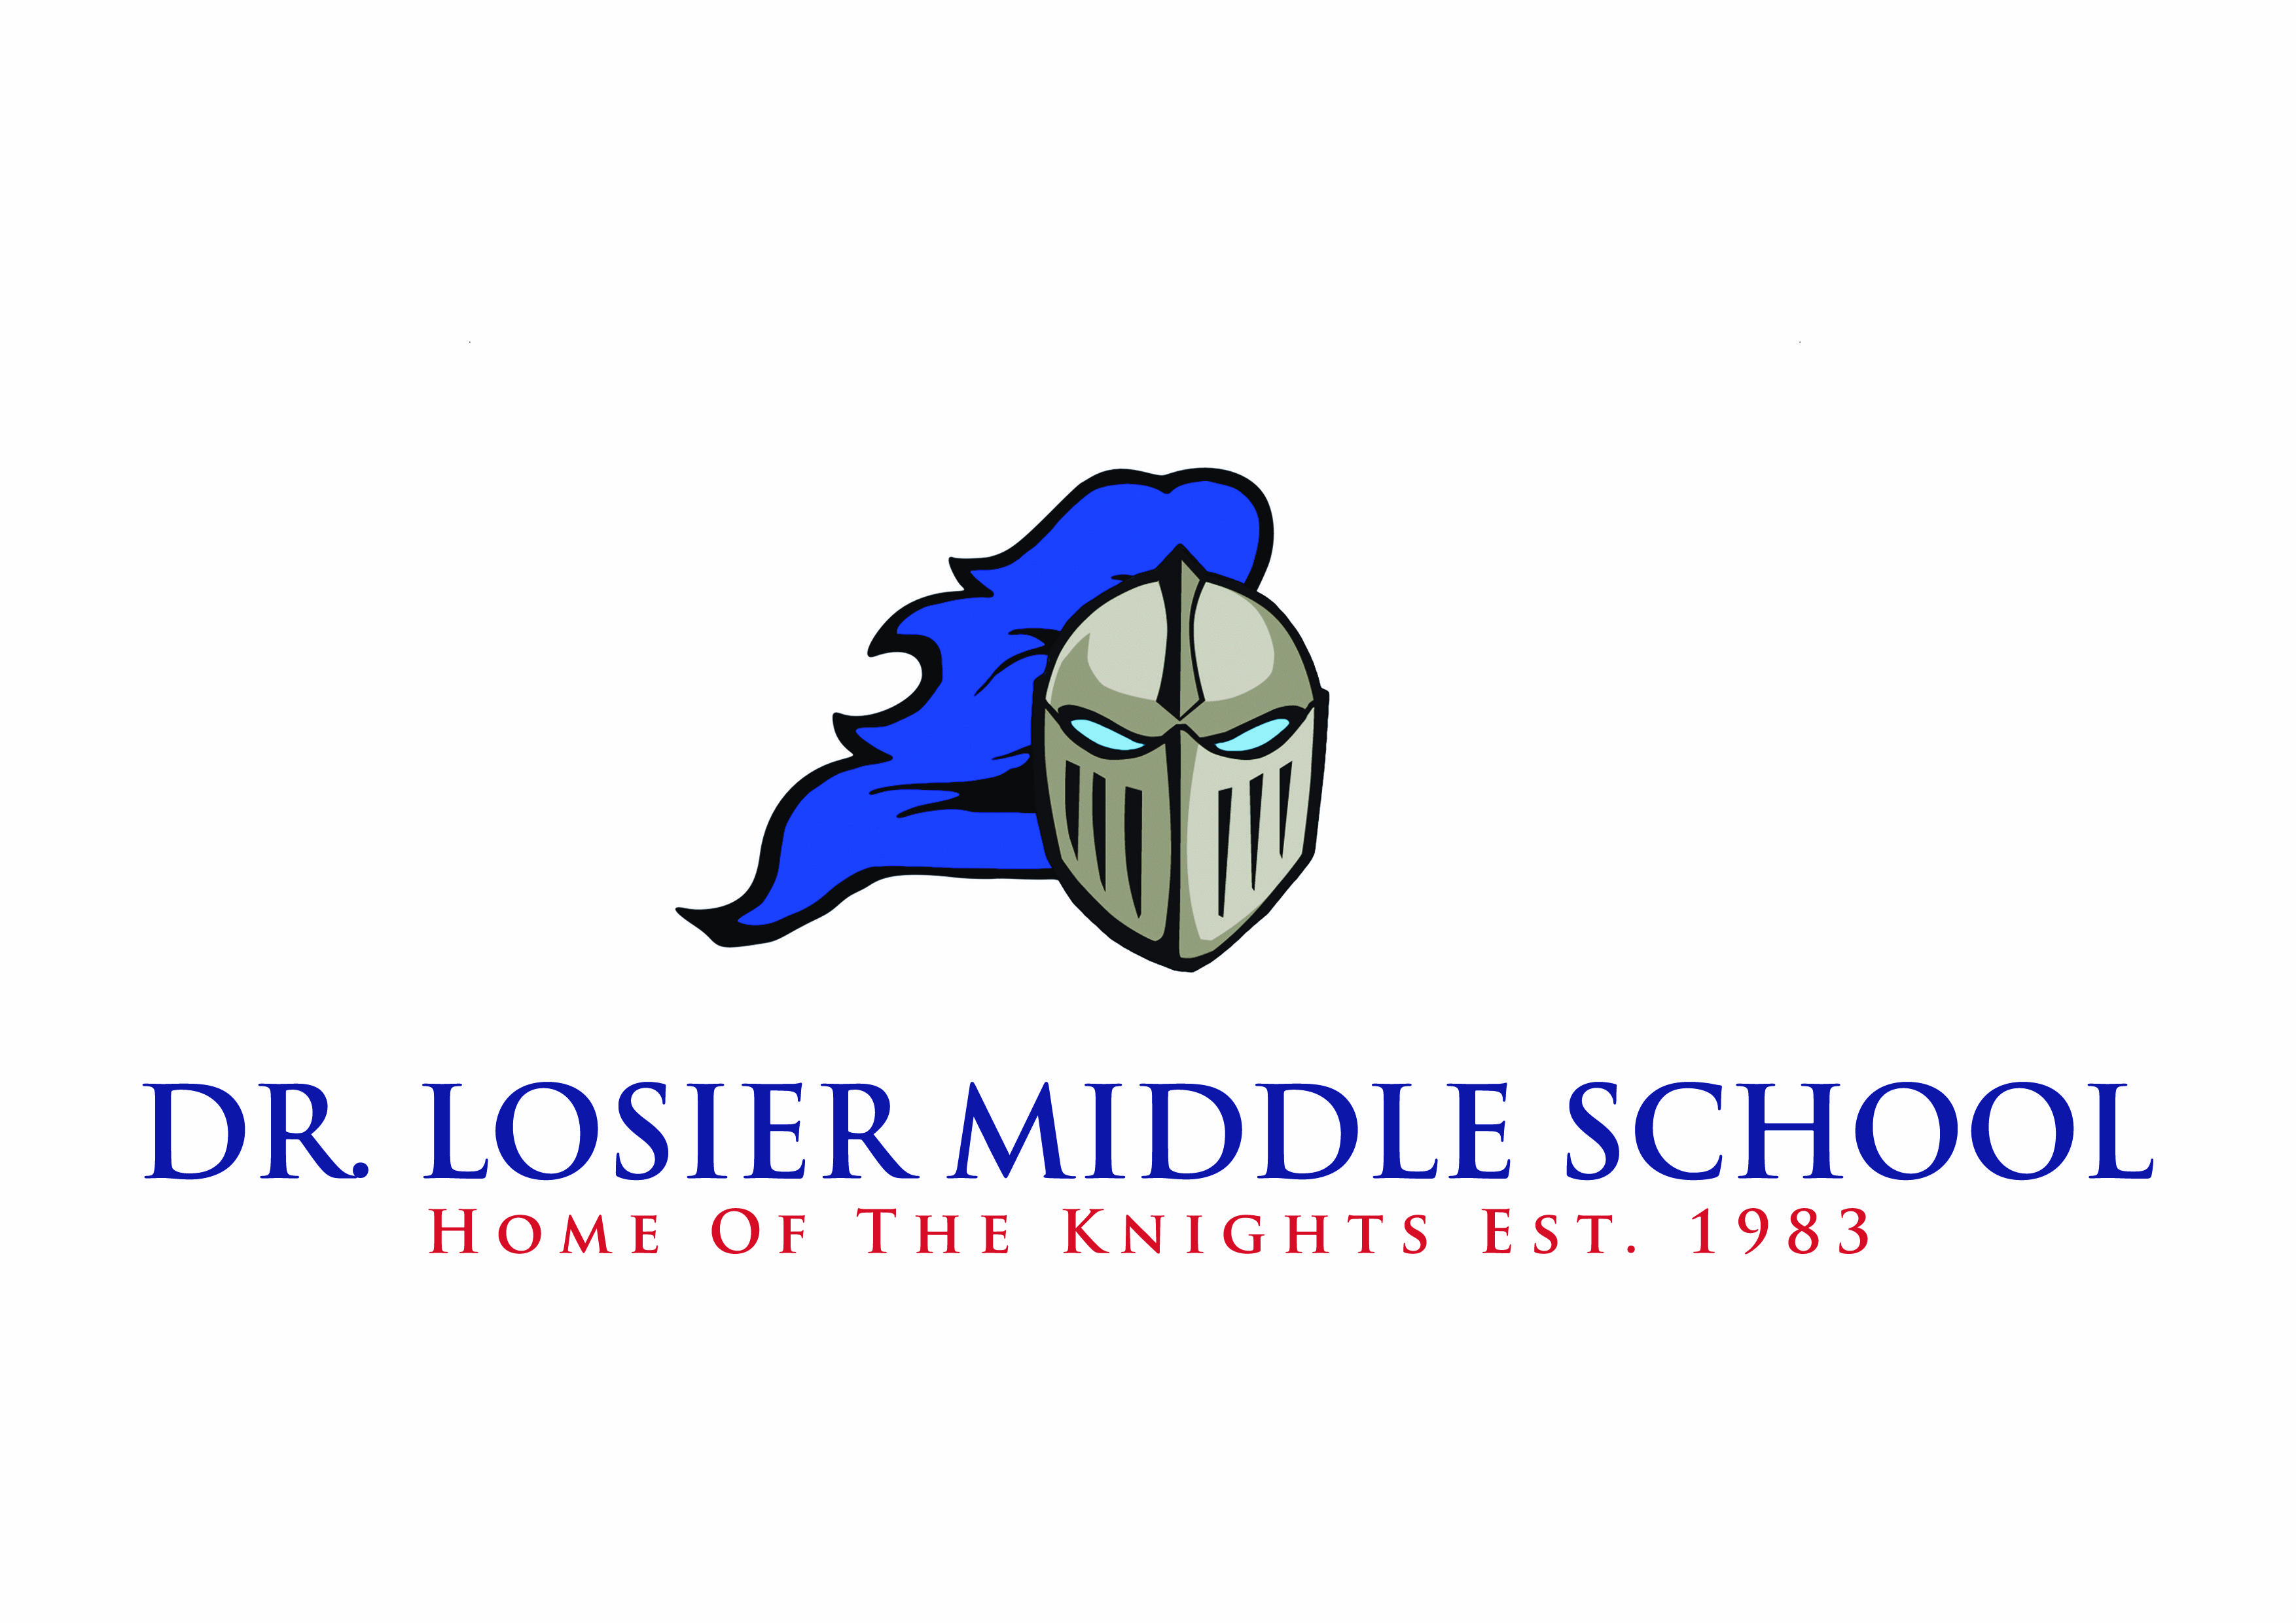 DR. LOSIER MIDDLE SCHOOL
HOME OF THE KNIGHTS EST. 1983